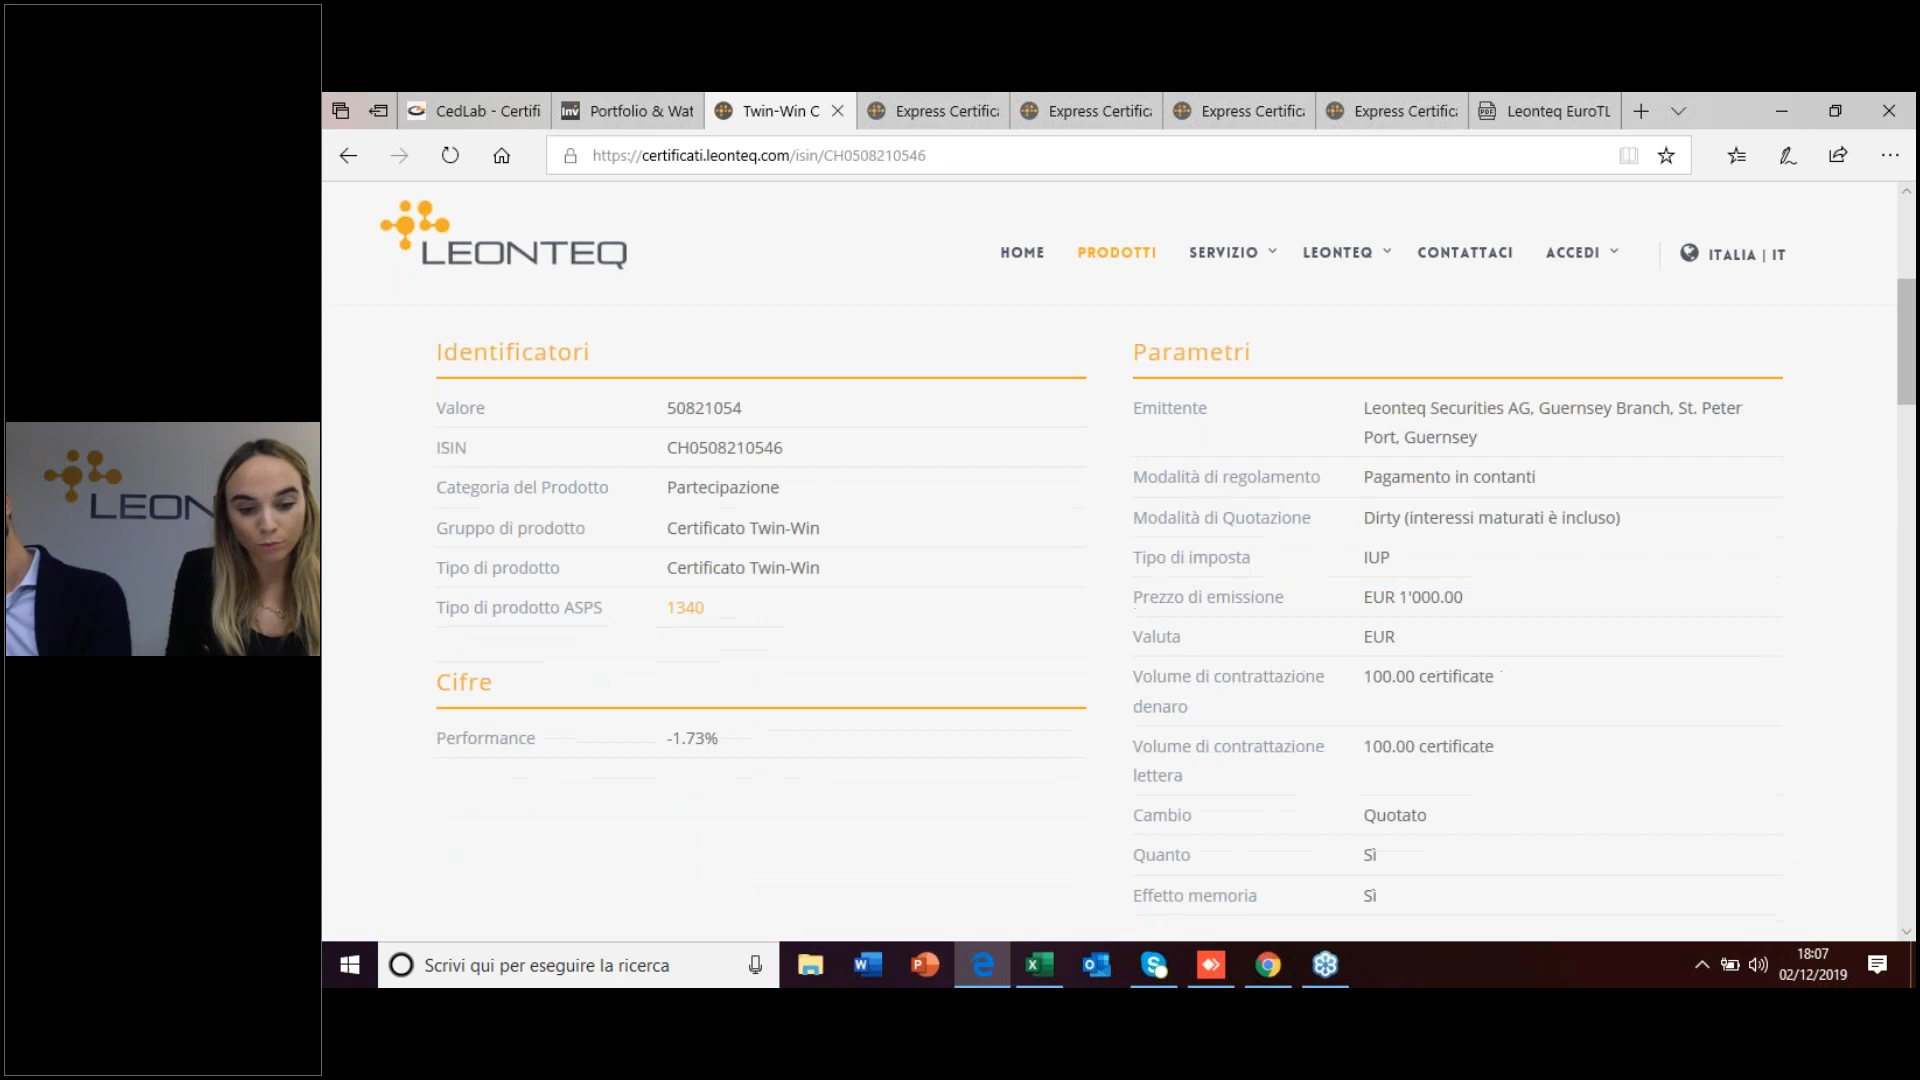 CedLab - Certifi
Portfolio & Wat
Twin-Win C
Express Certific
Express Certific
Express Certific
Express Certific
Leonteq EuroTL
https://certificati.leonteq.com/isin/CH0508210546
LEONTEQ
HOME
PRODOTTI
SERVIZIO
LEONTEQ
CONTATTACI
ACCEDI
ITALIA | IT
Identificatori
Valore 50821054
ISIN CH0508210546
Categoria del Prodotto Partecipazione
Gruppo di prodotto Certificato Twin-Win
Tipo di prodotto Certificato Twin-Win
Tipo di prodotto ASPS 1340
Cifre
Performance -1.73%
Parametri
Emittente Leonteq Securities AG, Guernsey Branch, St. Peter
Port, Guernsey
Modalità di regolamento Pagamento in contanti
Modalità di Quotazione Dirty (interessi maturati è incluso)
Tipo di imposta IUP
Prezzo di emissione EUR 1'000.00
Valuta EUR
Volume di contrattazione 100.00 certificate
denaro
Volume di contrattazione 100.00 certificate
lettera
Cambio Quotato
Quanto Sì
Effetto memoria Sì
LEON
Scrivi qui per eseguire la ricerca
18:07
02/12/2019